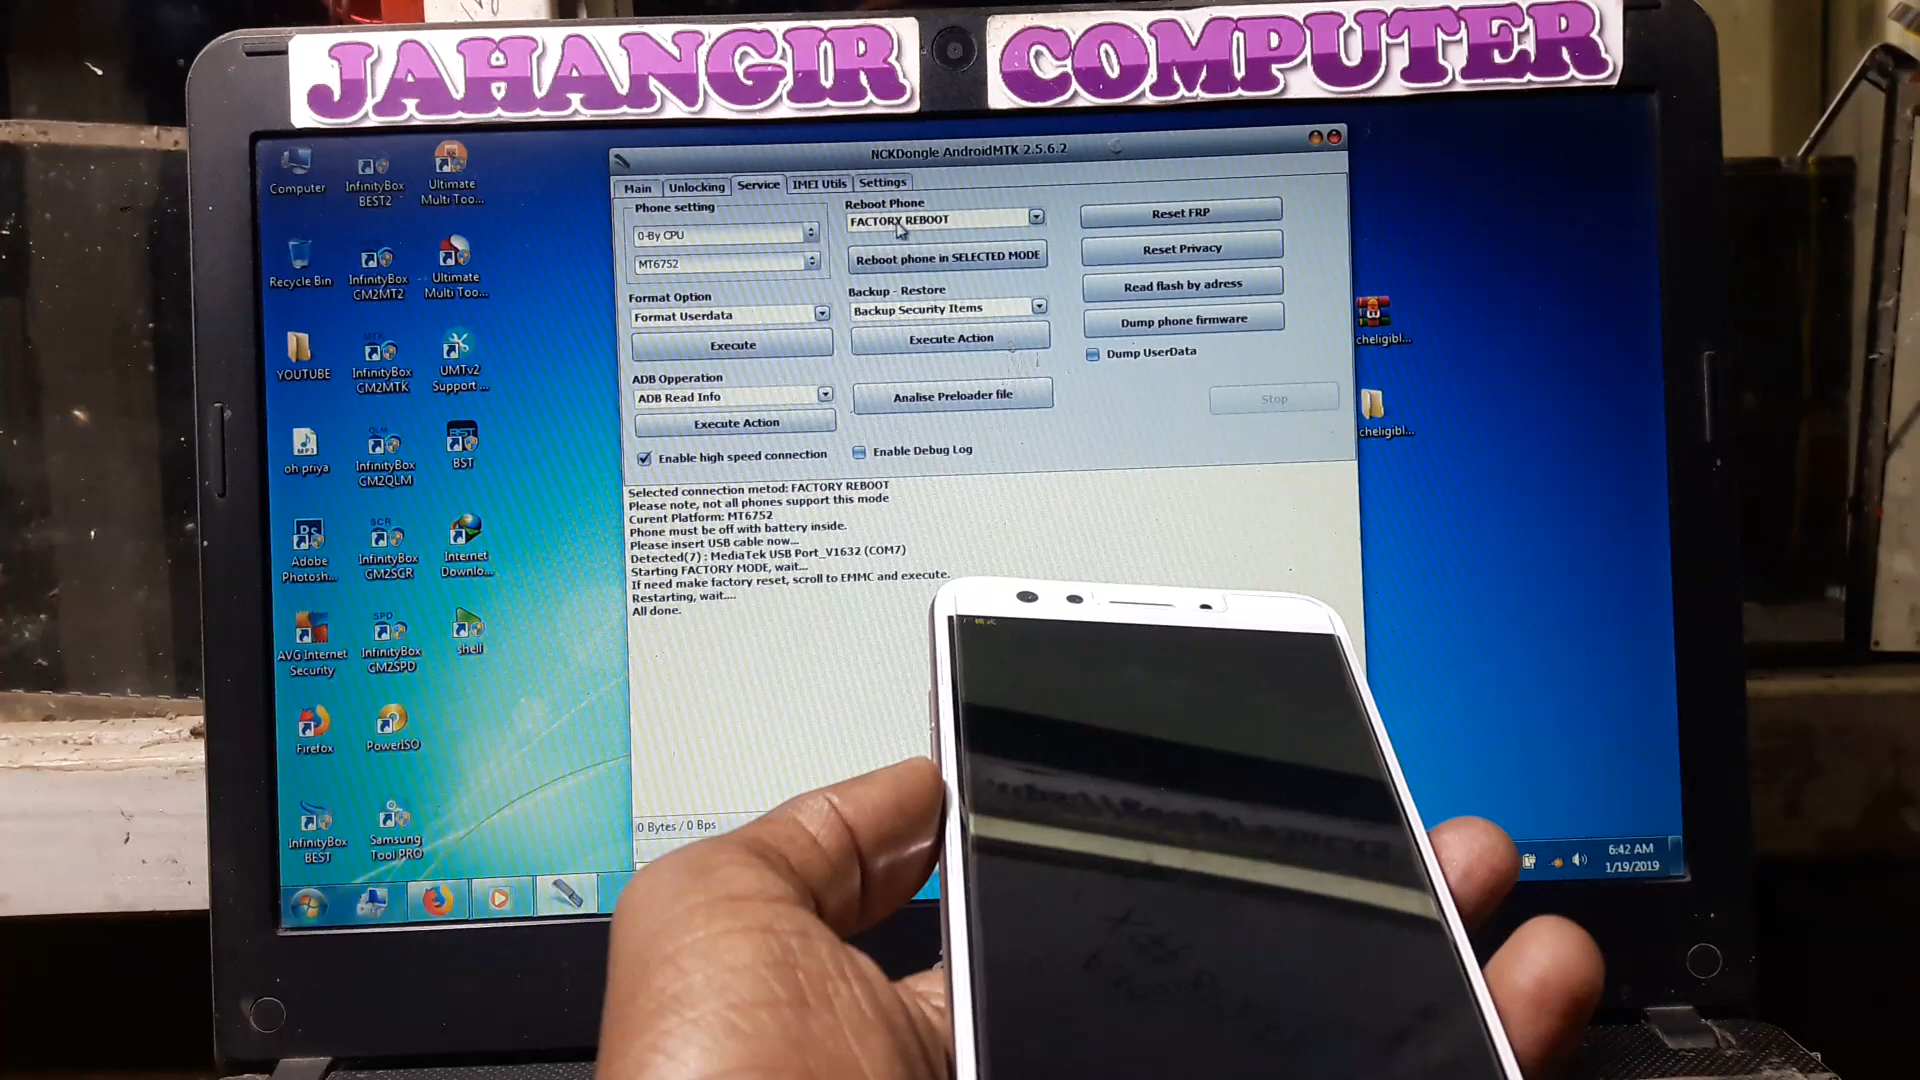 JAHANGIR COMPUTER
NCKDongle AndroidMTK 2.5.6.2
Main
Unlocking
Service
IMEI Utils
Settings
Phone setting
0-By CPU
MT6752
Format Option
Format Userdata
Execute
ADB Opperation
ADB Read Info
Execute Action
Enable high speed connection
Reboot Phone
FACTORY REBOOT
Reboot phone in SELECTED MODE
Backup - Restore
Backup Security Items
Execute Action
Analise Preloader file
Enable Debug Log
Reset FRP
Reset Privacy
Read flash by adress
Dump phone firmware
Dump UserData
Stop
Selected connection metod: FACTORY REBOOT
Please note, not all phones support this mode
Curent Platform: MT6752
Phone must be off with battery inside.
Please insert USB cable now...
Detected(7) : MediaTek USB Port_V1632 (COM7)
Starting FACTORY MODE, wait...
If need make factory reset, scroll to EMMC and execute.
Restarting, wait....
All done.
0 Bytes / 0 Bps
Computer
InfinityBox
BEST2
Ultimate
Multi Too...
Recycle Bin
InfinityBox
CM2MT2
Ultimate
Multi Too...
YOUTUBE
MTK
InfinityBox
CM2MTK
UMTv2
Support ...
MP3
oh priya
QLM
InfinityBox
CM2QLM
BST
BST
Ps
Adobe
Photosh...
SCR
InfinityBox
CM2SCR
Internet
Downlo...
AVG Internet
Security
SPD
InfinityBox
CM2SPD
shell
Firefox
PowerISO
InfinityBox
BEST
Samsung
Tool PRO
cheligibl...
cheligibl...
6:42 AM
1/19/2019